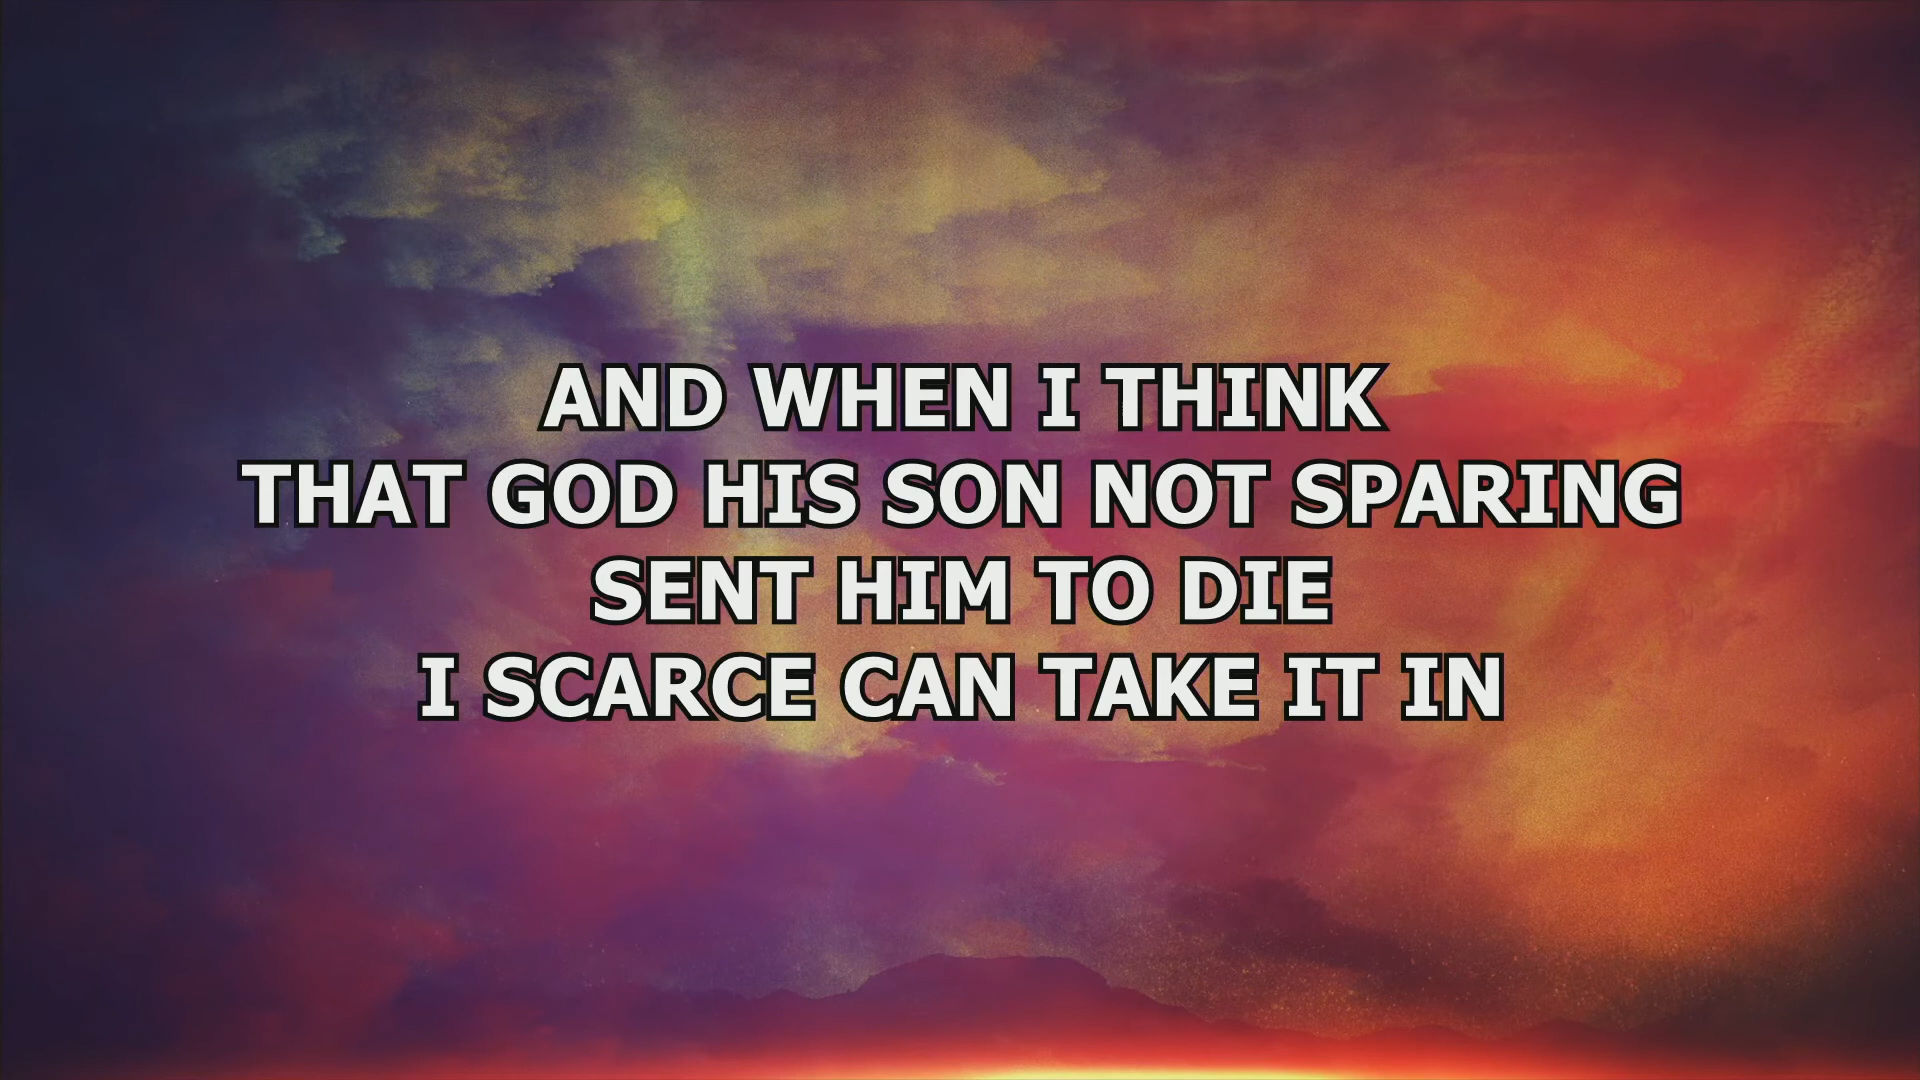 AND WHEN I THINK
THAT GOD HIS SON NOT SPARING
SENT HIM TO DIE
I SCARCE CAN TAKE IT IN